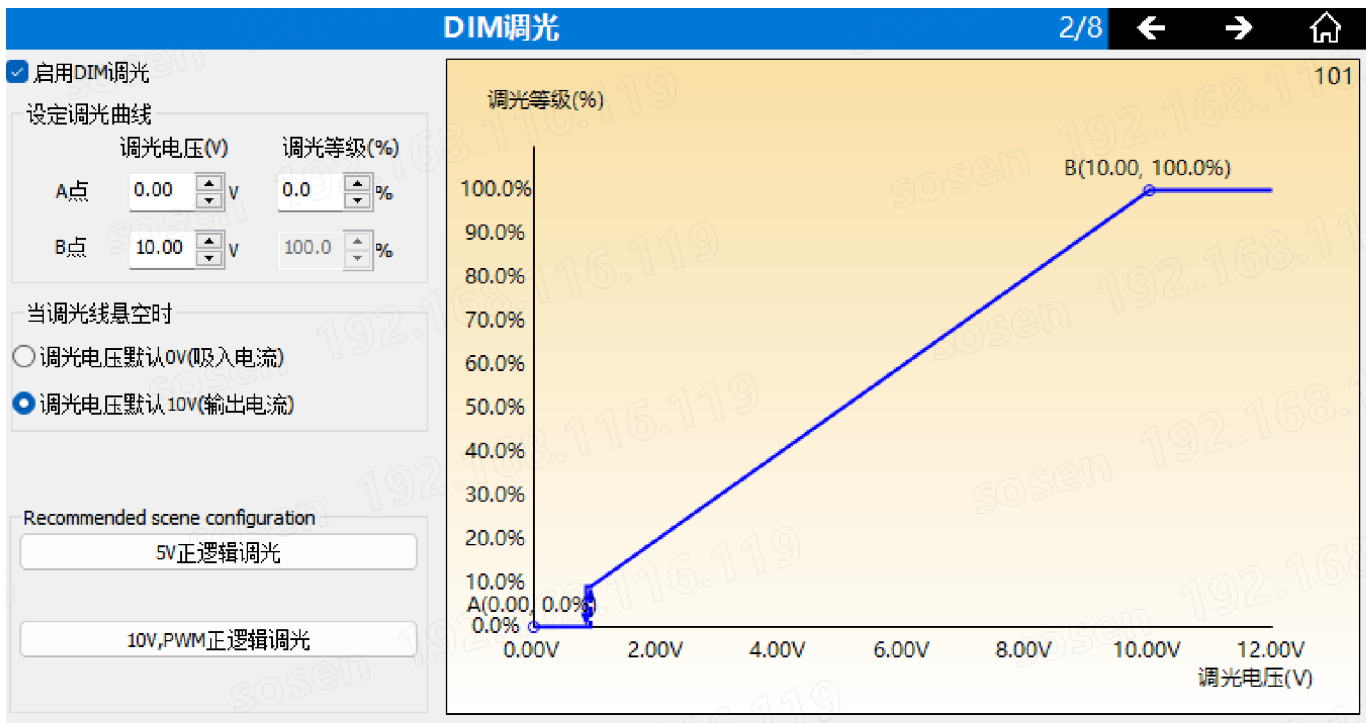 DIM调光
2/8
启用DIM调光
设定调光曲线
调光电压(V) 调光等级(%)
A点 0.00 V 0.0 %
B点 10.00 V 100.0 %
当调光线悬空时
调光电压默认0V(吸入电流)
调光电压默认10V(输出电流)
Recommended scene configuration
5V正逻辑调光
10V,PWM正逻辑调光
101
调光等级(%)
B(10.00, 100.0%)
100.0%
90.0%
80.0%
70.0%
60.0%
50.0%
40.0%
30.0%
20.0%
10.0%
A(0.00, 0.0%)
0.0%
0.00V 2.00V 4.00V 6.00V 8.00V 10.00V 12.00V
调光电压(V)
sosen 192.168.116.119